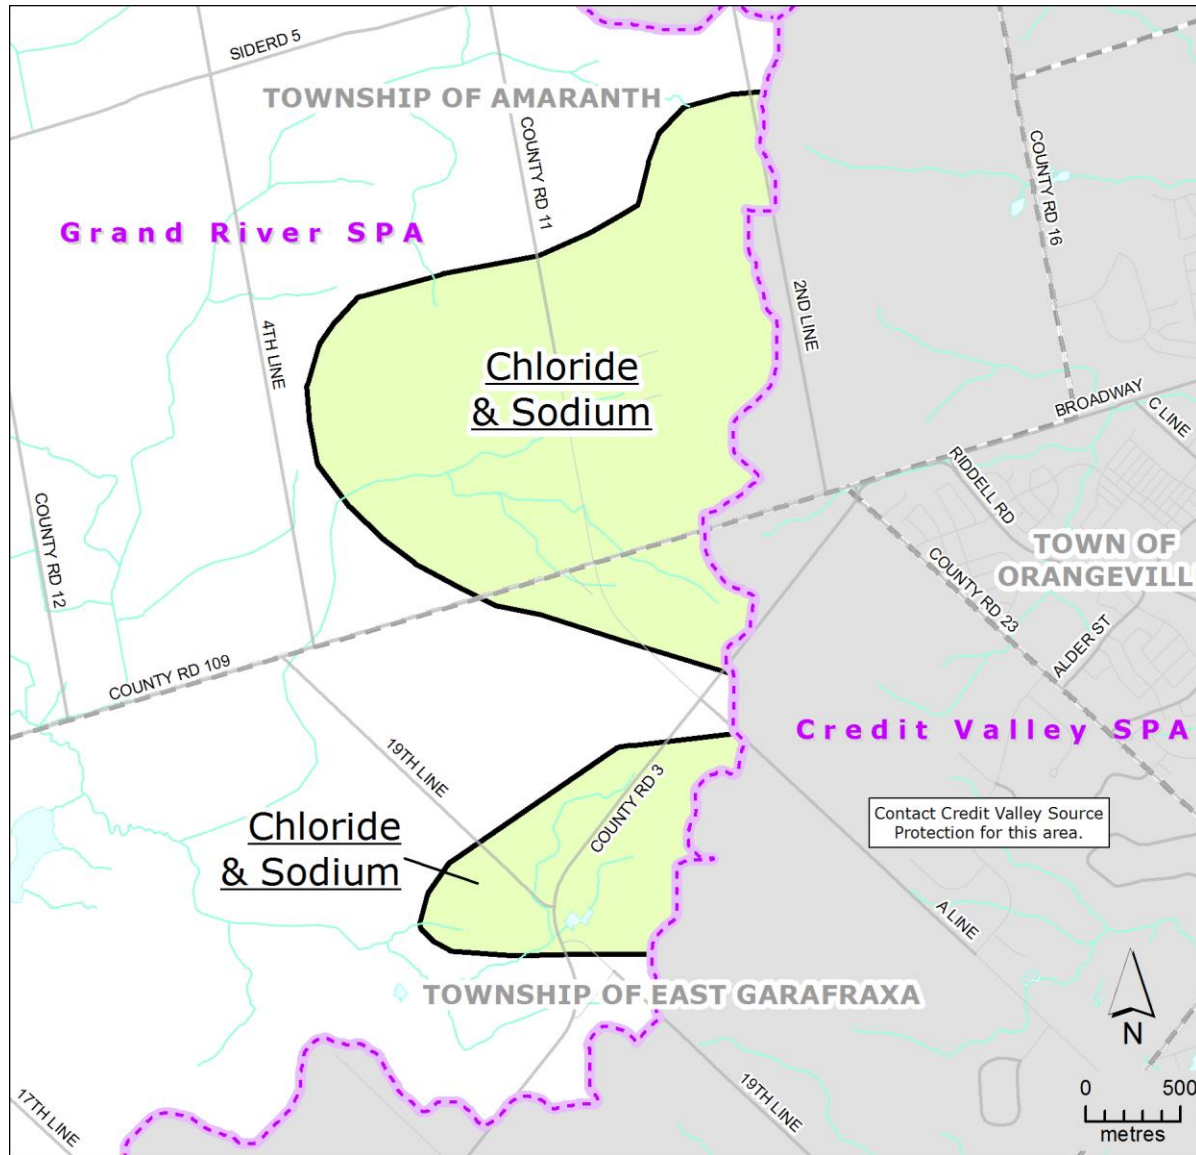 SIDERD 5
TOWNSHIP OF AMARANTH
COUNTY RD 11
COUNTY RD 16
Grand River SPA
4TH LINE
2ND LINE
Chloride
& Sodium
BROADWAY
C LINE
RIDDELL RD
COUNTY RD 12
TOWN OF
ORANGEVILL
COUNTY RD 23
ALDER ST
COUNTY RD 109
Credit Valley SPA
19TH LINE
COUNTY RD 3
Contact Credit Valley Source
Protection for this area.
Chloride
& Sodium
A LINE
TOWNSHIP OF EAST GARAFRAXA
N
17TH LINE
19TH LINE
0 500
metres